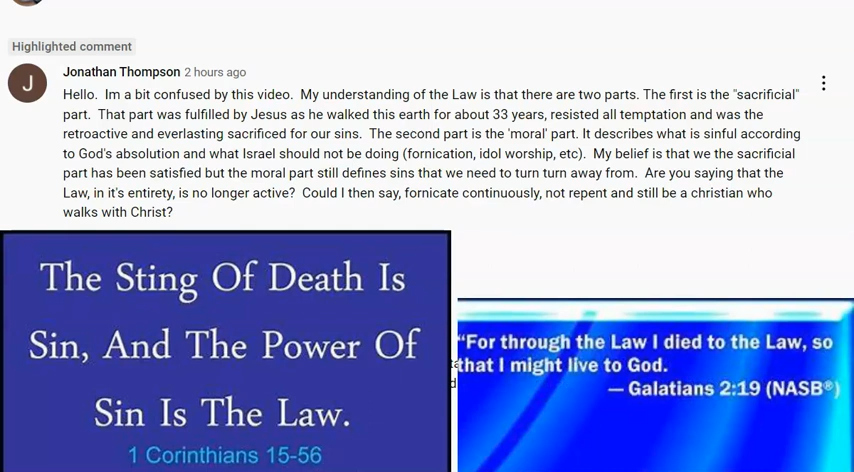 Highlighted comment
J
Jonathan Thompson 2 hours ago
Hello. Im a bit confused by this video. My understanding of the Law is that there are two parts. The first is the "sacrificial"
part. That part was fulfilled by Jesus as he walked this earth for about 33 years, resisted all temptation and was the
retroactive and everlasting sacrificed for our sins. The second part is the 'moral' part. It describes what is sinful according
to God's absolution and what Israel should not be doing (fornication, idol worship, etc). My belief is that we the sacrificial
part has been satisfied but the moral part still defines sins that we need to turn turn away from. Are you saying that the
Law, in it's entirety, is no longer active? Could I then say, fornicate continuously, not repent and still be a christian who
walks with Christ?
The Sting Of Death Is
Sin, And The Power Of
Sin Is The Law.
1 Corinthians 15-56
“For through the Law I died to the Law, so
that I might live to God.
— Galatians 2:19 (NASB®)